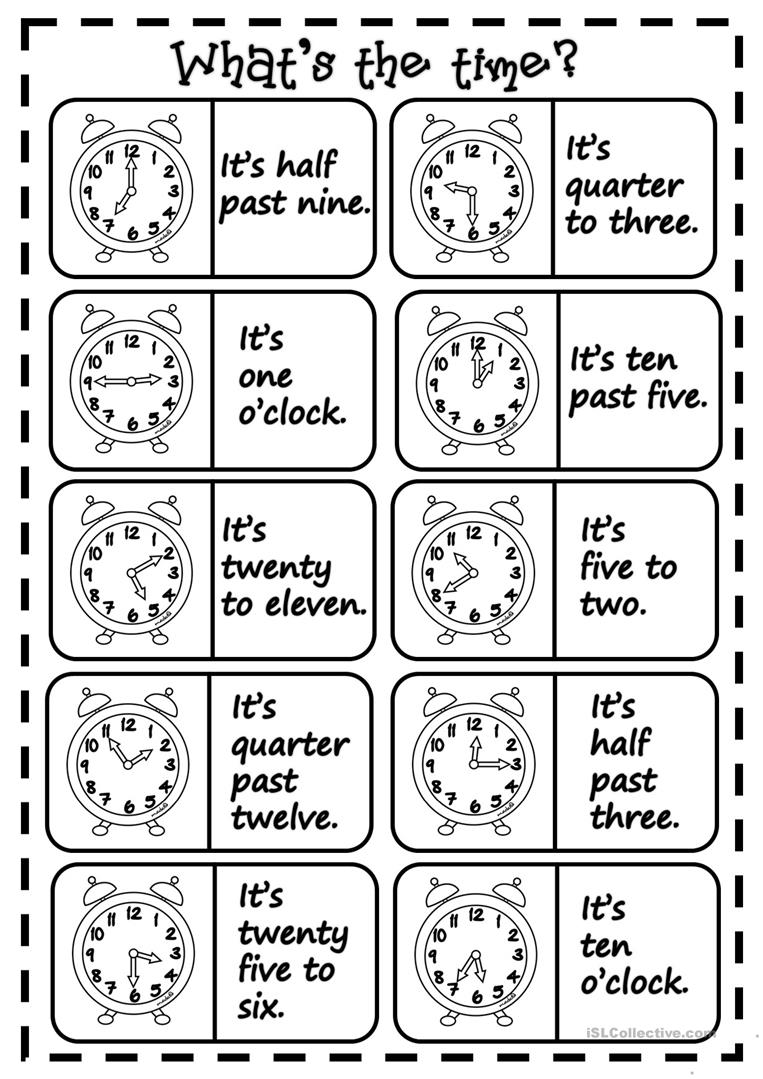 What's the time?
It's half
past nine.
It's
quarter
to three.
It's
one
o'clock.
It's ten
past five.
It's
twenty
to eleven.
It's
five to
two.
It's
quarter
past
twelve.
It's
half
past
three.
It's
twenty
five to
six.
It's
ten
o'clock.
iSLCollective.com